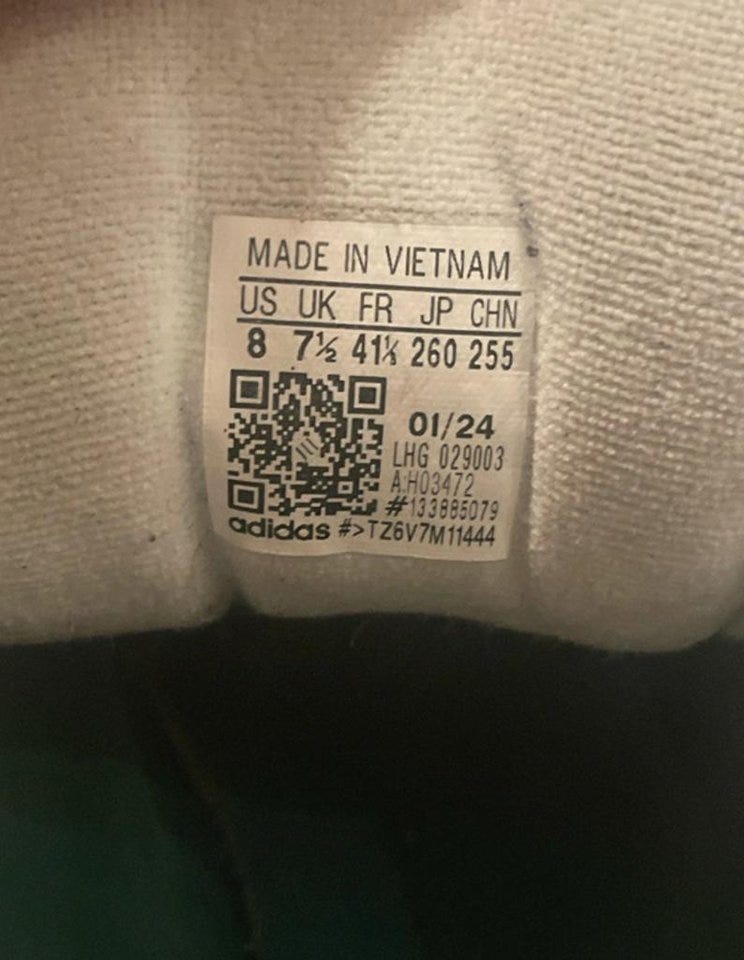 MADE IN VIETNAM
US UK FR JP CHN
8 7½ 41⅓ 260 255
01/24
LHG 029003
A:H03472
#133885079
adidas #>TZ6V7M11444